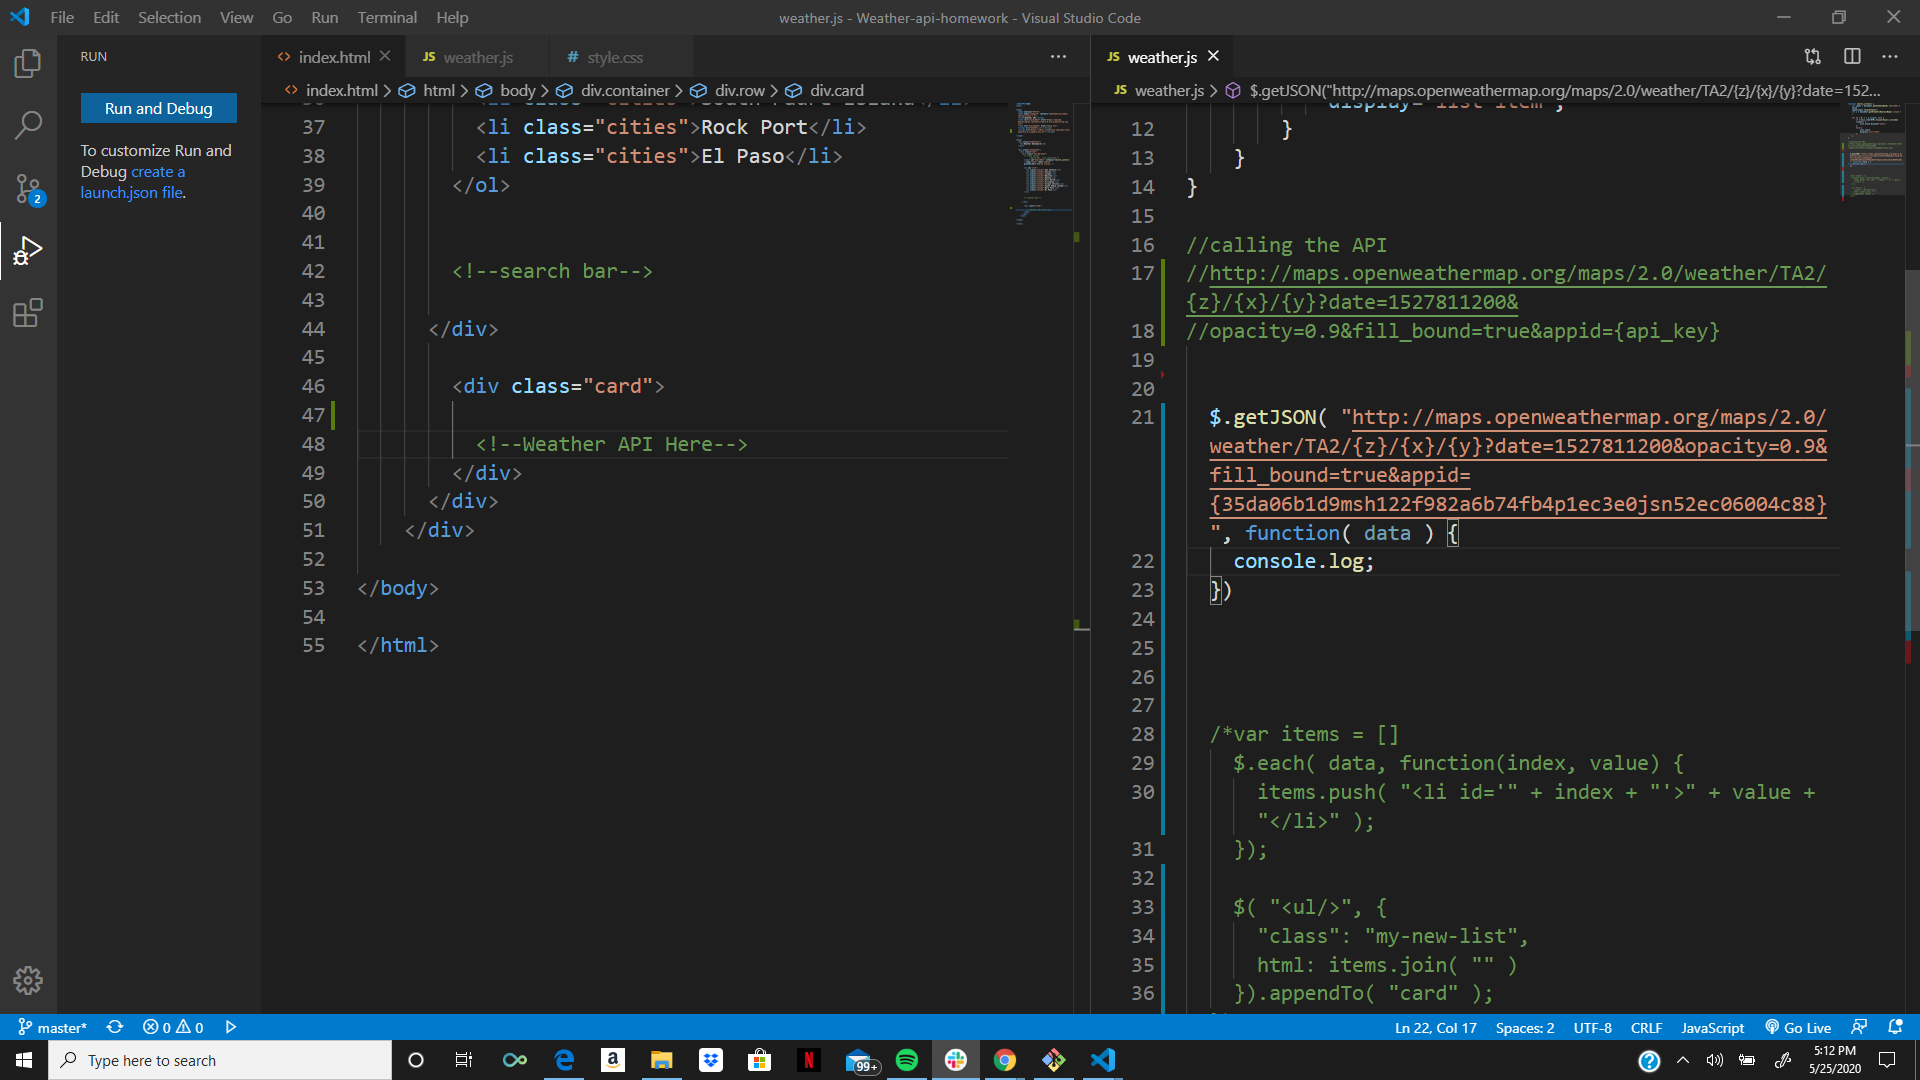 File Edit Selection View Go Run Terminal Help
weather.js - Weather-api-homework - Visual Studio Code
RUN
Run and Debug
To customize Run and
Debug create a
launch.json file.
2
<> index.html
JS weather.js
# style.css
<> index.html > html > body > div.container > div.row > div.card
37 <li class="cities">Rock Port</li>
38 <li class="cities">El Paso</li>
39 </ol>
40
41
42 <!--search bar-->
43
44 </div>
45
46 <div class="card">
47
48 <!--Weather API Here-->
49 </div>
50 </div>
51 </div>
52
53 </body>
54
55 </html>
JS weather.js
JS weather.js > $.getJSON("http://maps.openweathermap.org/maps/2.0/weather/TA2/{z}/{x}/{y}?date=152...
display="list-item";
12 }
13 }
14 }
15
16 //calling the API
17 //http://maps.openweathermap.org/maps/2.0/weather/TA2/
{z}/{x}/{y}?date=1527811200&
18 //opacity=0.9&fill_bound=true&appid={api_key}
19
20
21 $.getJSON( "http://maps.openweathermap.org/maps/2.0/
weather/TA2/{z}/{x}/{y}?date=1527811200&opacity=0.9&
fill_bound=true&appid=
{35da06b1d9msh122f982a6b74fb4p1ec3e0jsn52ec06004c88}
", function( data ) {
22 console.log;
23 })
24
25
26
27
28 /*var items = []
29 $.each( data, function(index, value) {
30 items.push( "<li id='" + index + "'>" + value +
"</li>" );
31 });
32
33 $( "<ul/>", {
34 "class": "my-new-list",
35 html: items.join( "" )
36 }).appendTo( "card" );
master* 0 0
Ln 22, Col 17 Spaces: 2 UTF-8 CRLF JavaScript Go Live
Type here to search
99+
5:12 PM
5/25/2020